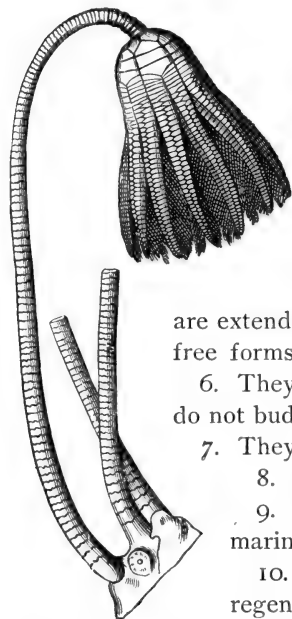 are extend
free forms
6. They
do not bud
7. They
8.
9.
marin
10.
regen